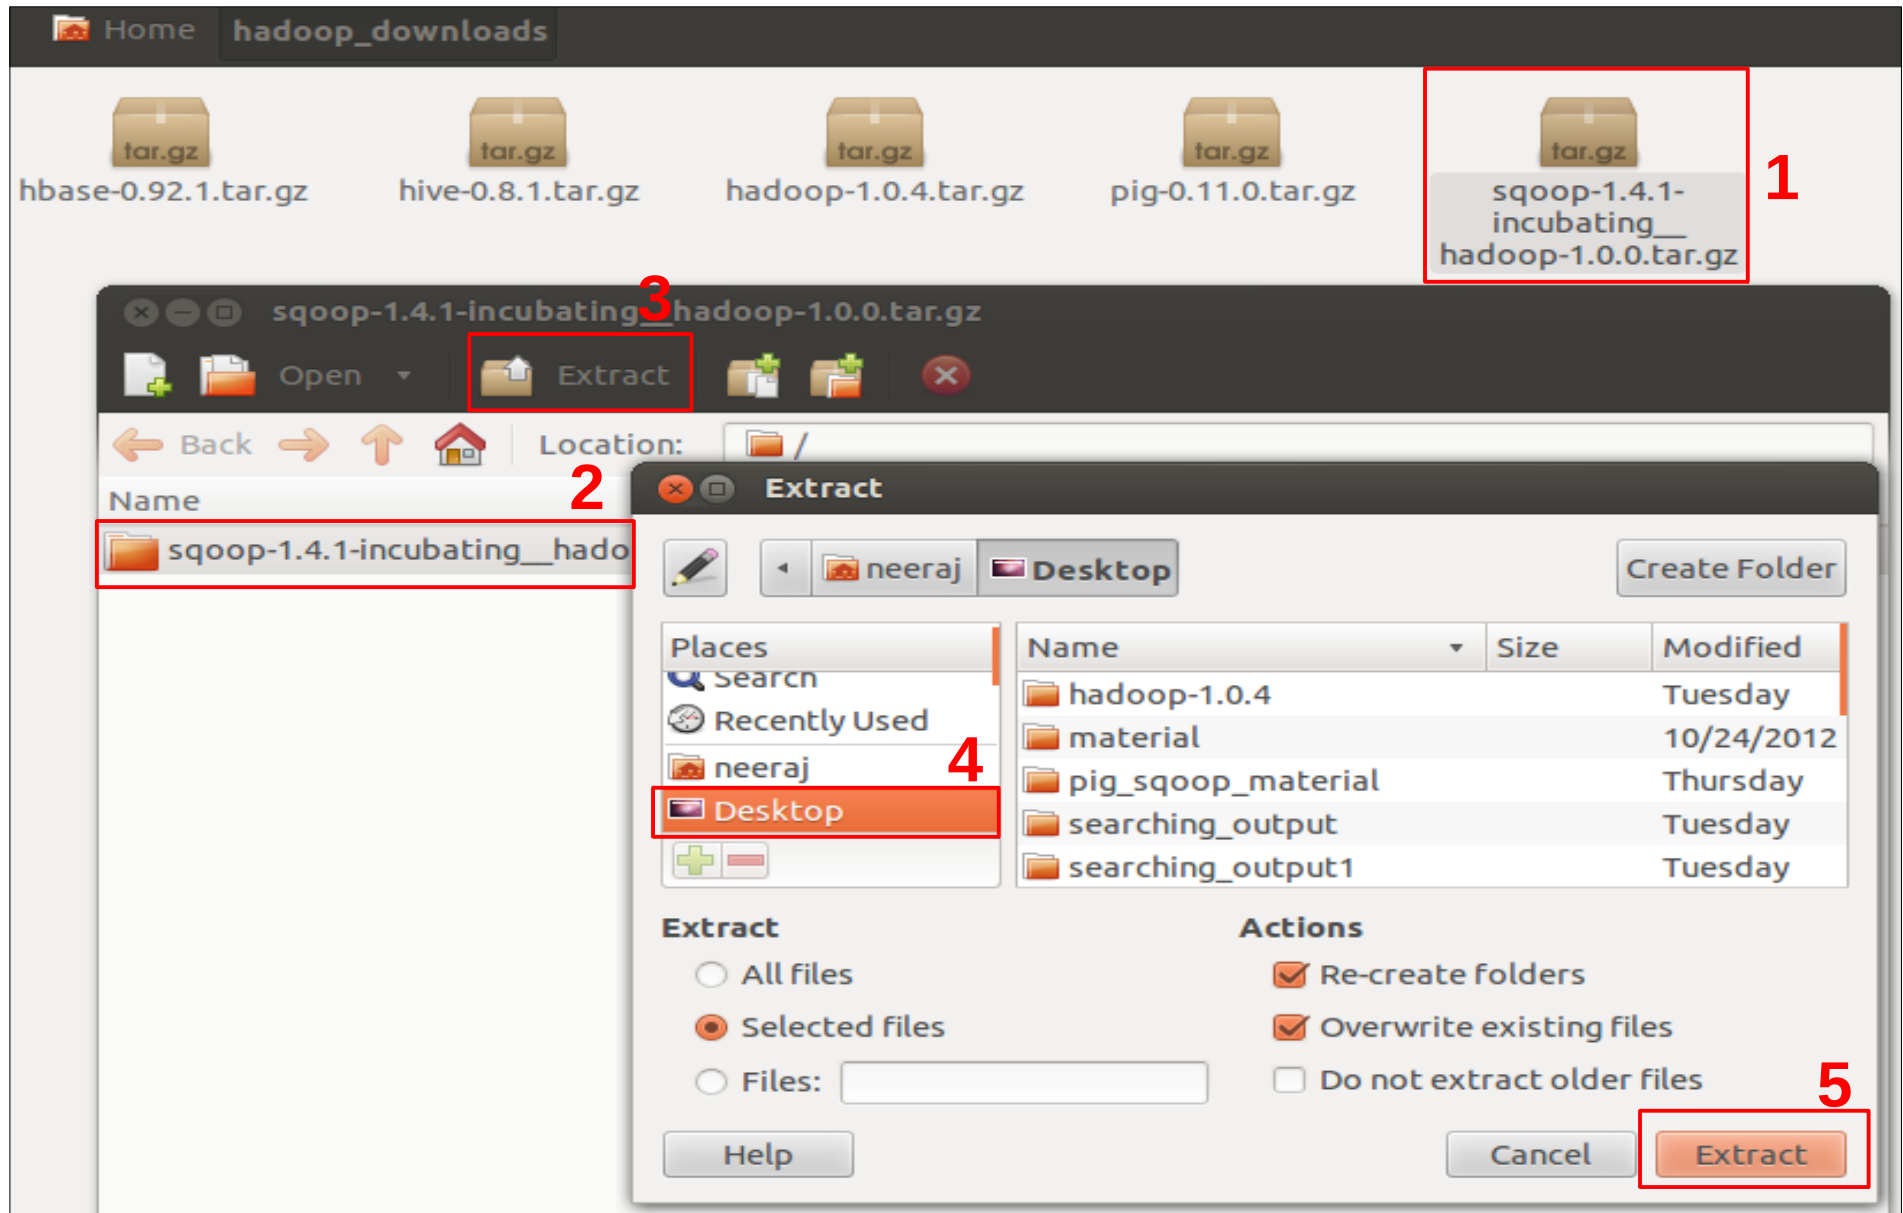 Home hadoop_downloads
tar.gz tar.gz tar.gz tar.gz tar.gz
hbase-0.92.1.tar.gz hive-0.8.1.tar.gz hadoop-1.0.4.tar.gz pig-0.11.0.tar.gz sqoop-1.4.1-
incubating__
hadoop-1.0.0.tar.gz
1
3
sqoop-1.4.1-incubating__hadoop-1.0.0.tar.gz
Open Extract
Back Location: /
2
Name
sqoop-1.4.1-incubating__hado
Extract
neeraj Desktop Create Folder
Places
Search
Recently Used
neeraj
4
Desktop
Name Size Modified
hadoop-1.0.4 Tuesday
material 10/24/2012
pig_sqoop_material Thursday
searching_output Tuesday
searching_output1 Tuesday
Extract
All files
Selected files
Files:
Actions
Re-create folders
Overwrite existing files
Do not extract older files
5
Help Cancel Extract